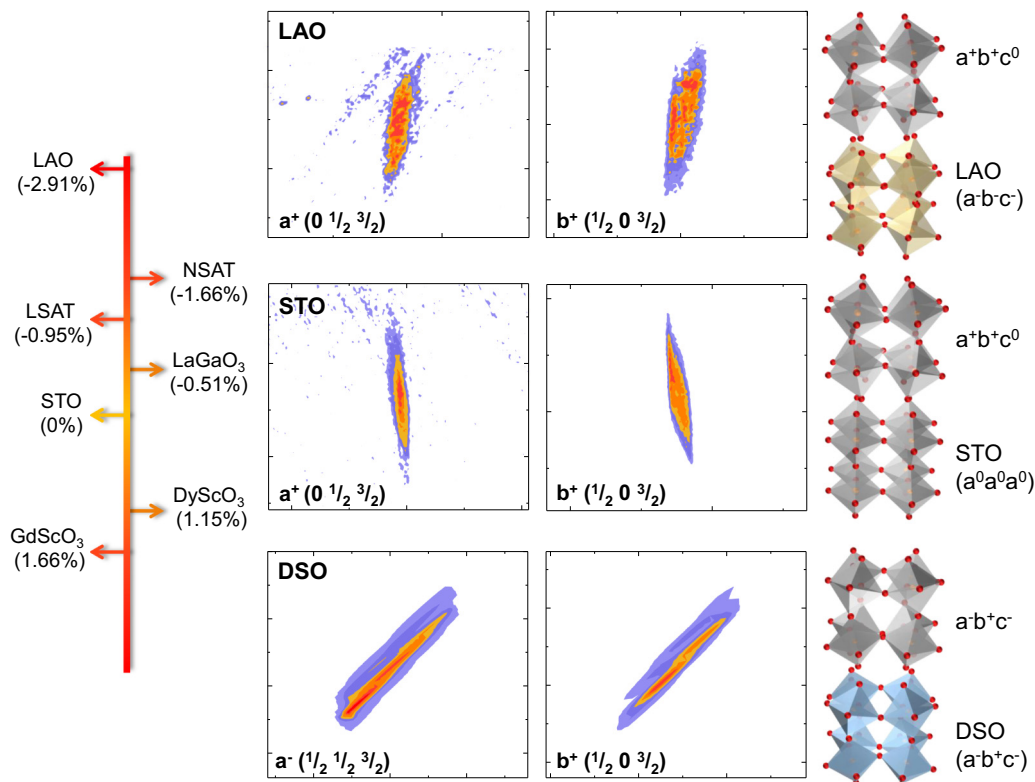 LAO
(-2.91%)
NSAT
(-1.66%)
LSAT
(-0.95%)
LaGaO₃
(-0.51%)
STO
(0%)
DyScO₃
(1.15%)
GdScO₃
(1.66%)
LAO
a⁺ (0 ¹/₂ ³/₂)
b⁺ (¹/₂ 0 ³/₂)
a⁺b⁺c⁰
LAO
(a⁻b⁻c⁻)
STO
a⁺ (0 ¹/₂ ³/₂)
b⁺ (¹/₂ 0 ³/₂)
a⁺b⁺c⁰
STO
(a⁰a⁰a⁰)
DSO
a⁻ (¹/₂ ¹/₂ ³/₂)
b⁺ (¹/₂ 0 ³/₂)
a⁻b⁺c⁻
DSO
(a⁻b⁺c⁻)